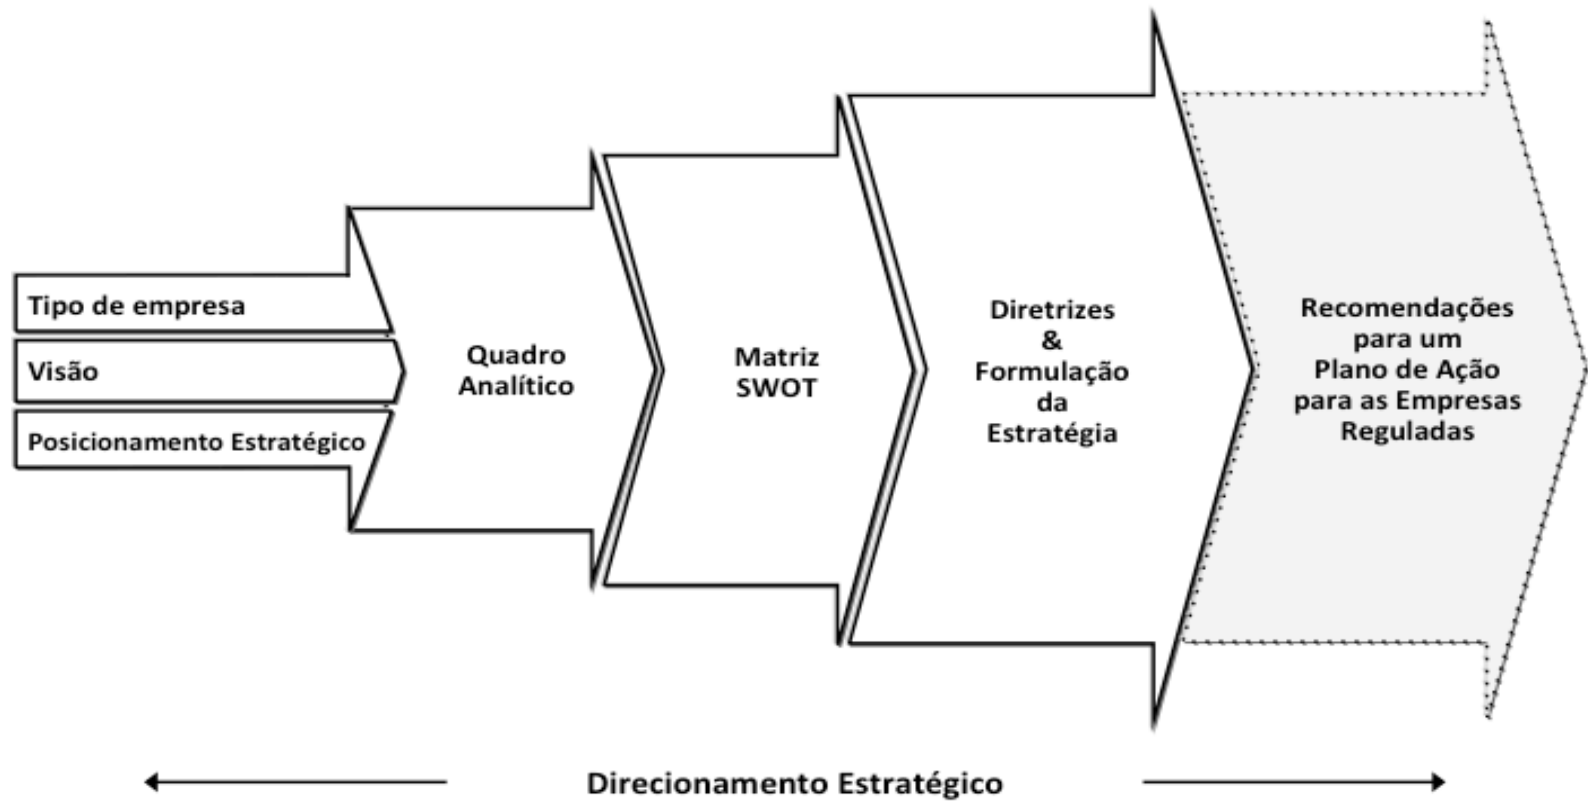 Tipo de empresa
Visão
Posicionamento Estratégico
Quadro
Analítico
Matriz
SWOT
Diretrizes
&
Formulação
da
Estratégia
Recomendações
para um
Plano de Ação
para as Empresas
Reguladas
Direcionamento Estratégico